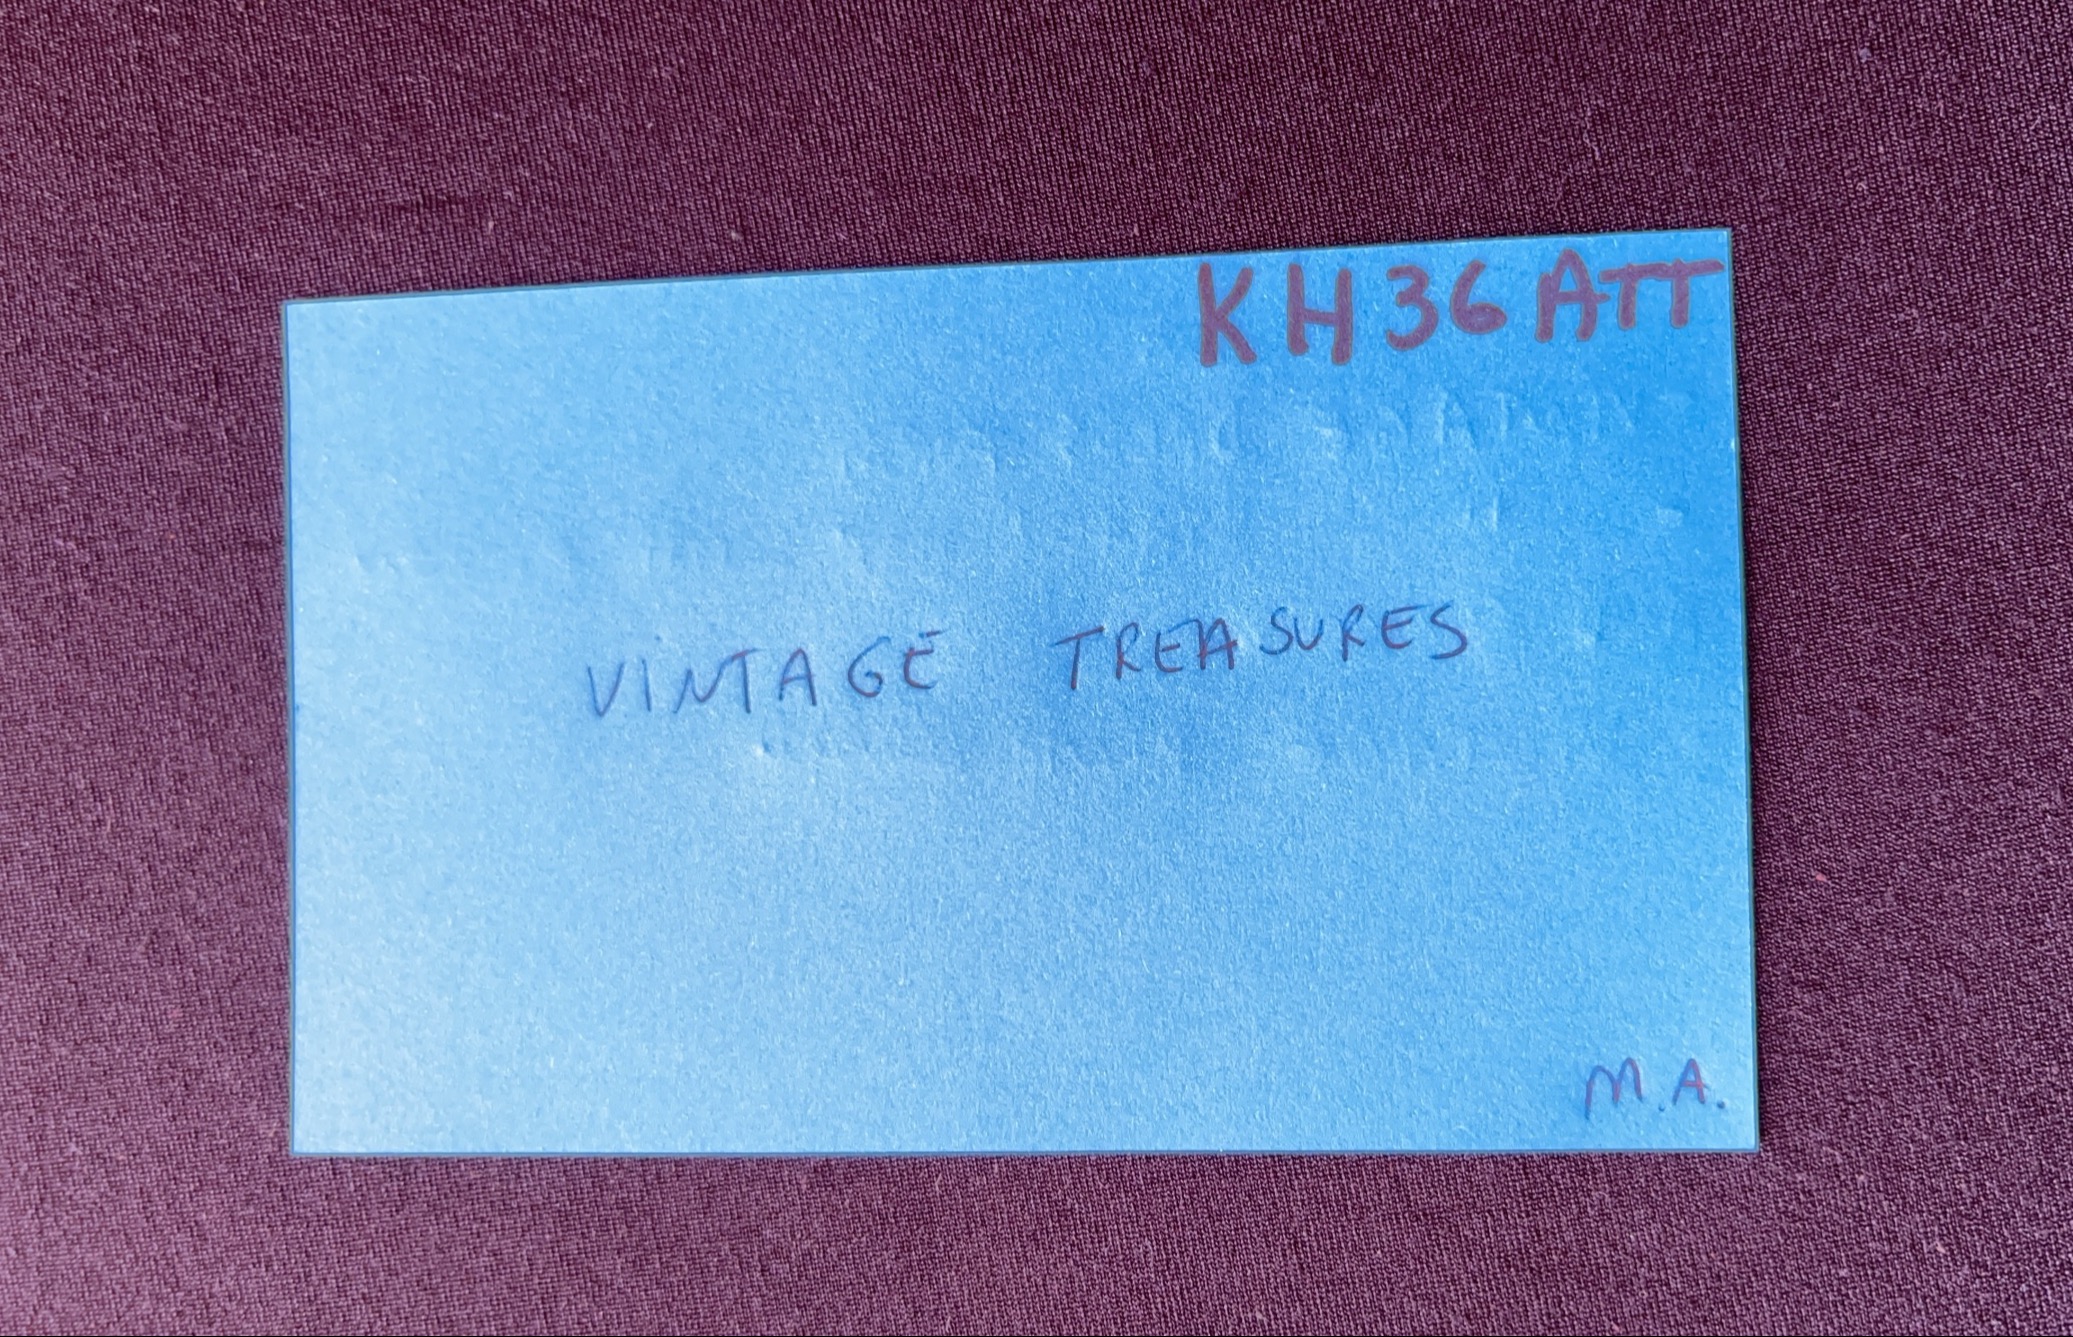 KH36ATT
VINTAGE TREASURES
M.A.